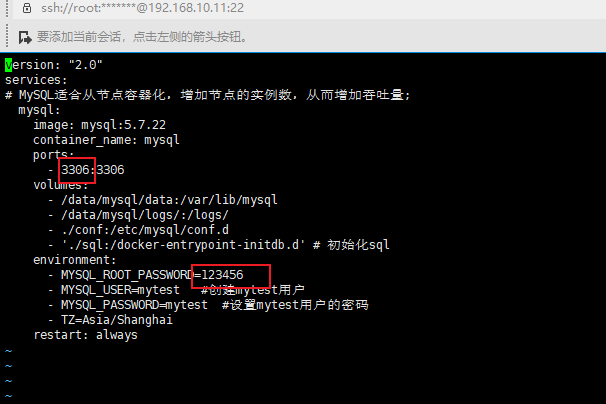 ssh://root:*******@192.168.10.11:22
要添加当前会话，点击左侧的箭头按钮。
version: "2.0"
services:
# MySQL适合从节点容器化，增加节点的实例数，从而增加吞吐量;
  mysql:
    image: mysql:5.7.22
    container_name: mysql
    ports:
      - 3306:3306
    volumes:
      - /data/mysql/data:/var/lib/mysql
      - /data/mysql/logs/:/logs/
      - ./conf:/etc/mysql/conf.d
      - './sql:/docker-entrypoint-initdb.d' # 初始化sql
    environment:
      - MYSQL_ROOT_PASSWORD=123456
      - MYSQL_USER=mytest   #创建mytest用户
      - MYSQL_PASSWORD=mytest  #设置mytest用户的密码
      - TZ=Asia/Shanghai
    restart: always
~
~
~
~